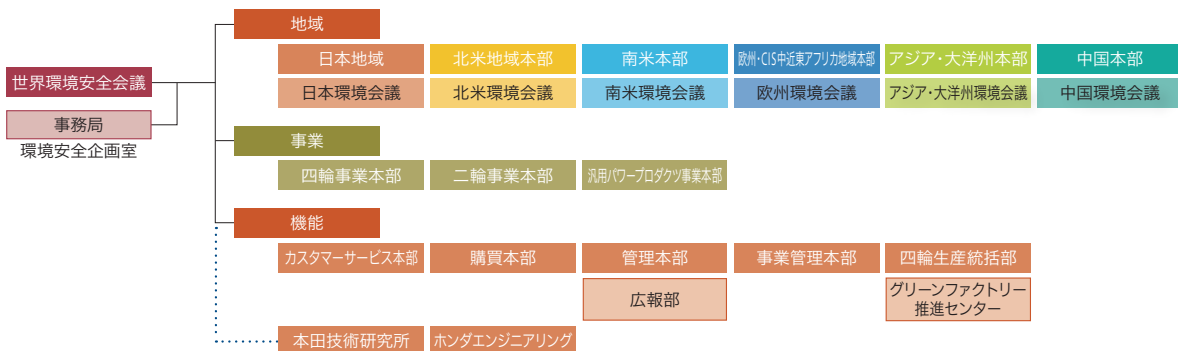 地域
日本地域
北米地域本部
南米本部
欧州・CIS中近東アフリカ地域本部
アジア・大洋州本部
中国本部
世界環境安全会議
日本環境会議
北米環境会議
南米環境会議
欧州環境会議
アジア・大洋州環境会議
中国環境会議
事務局
環境安全企画室
事業
四輪事業本部
二輪事業本部
汎用パワープロダクツ事業本部
機能
カスタマーサービス本部
購買本部
管理本部
事業管理本部
四輪生産統括部
広報部
グリーンファクトリー
推進センター
本田技術研究所
ホンダエンジニアリング